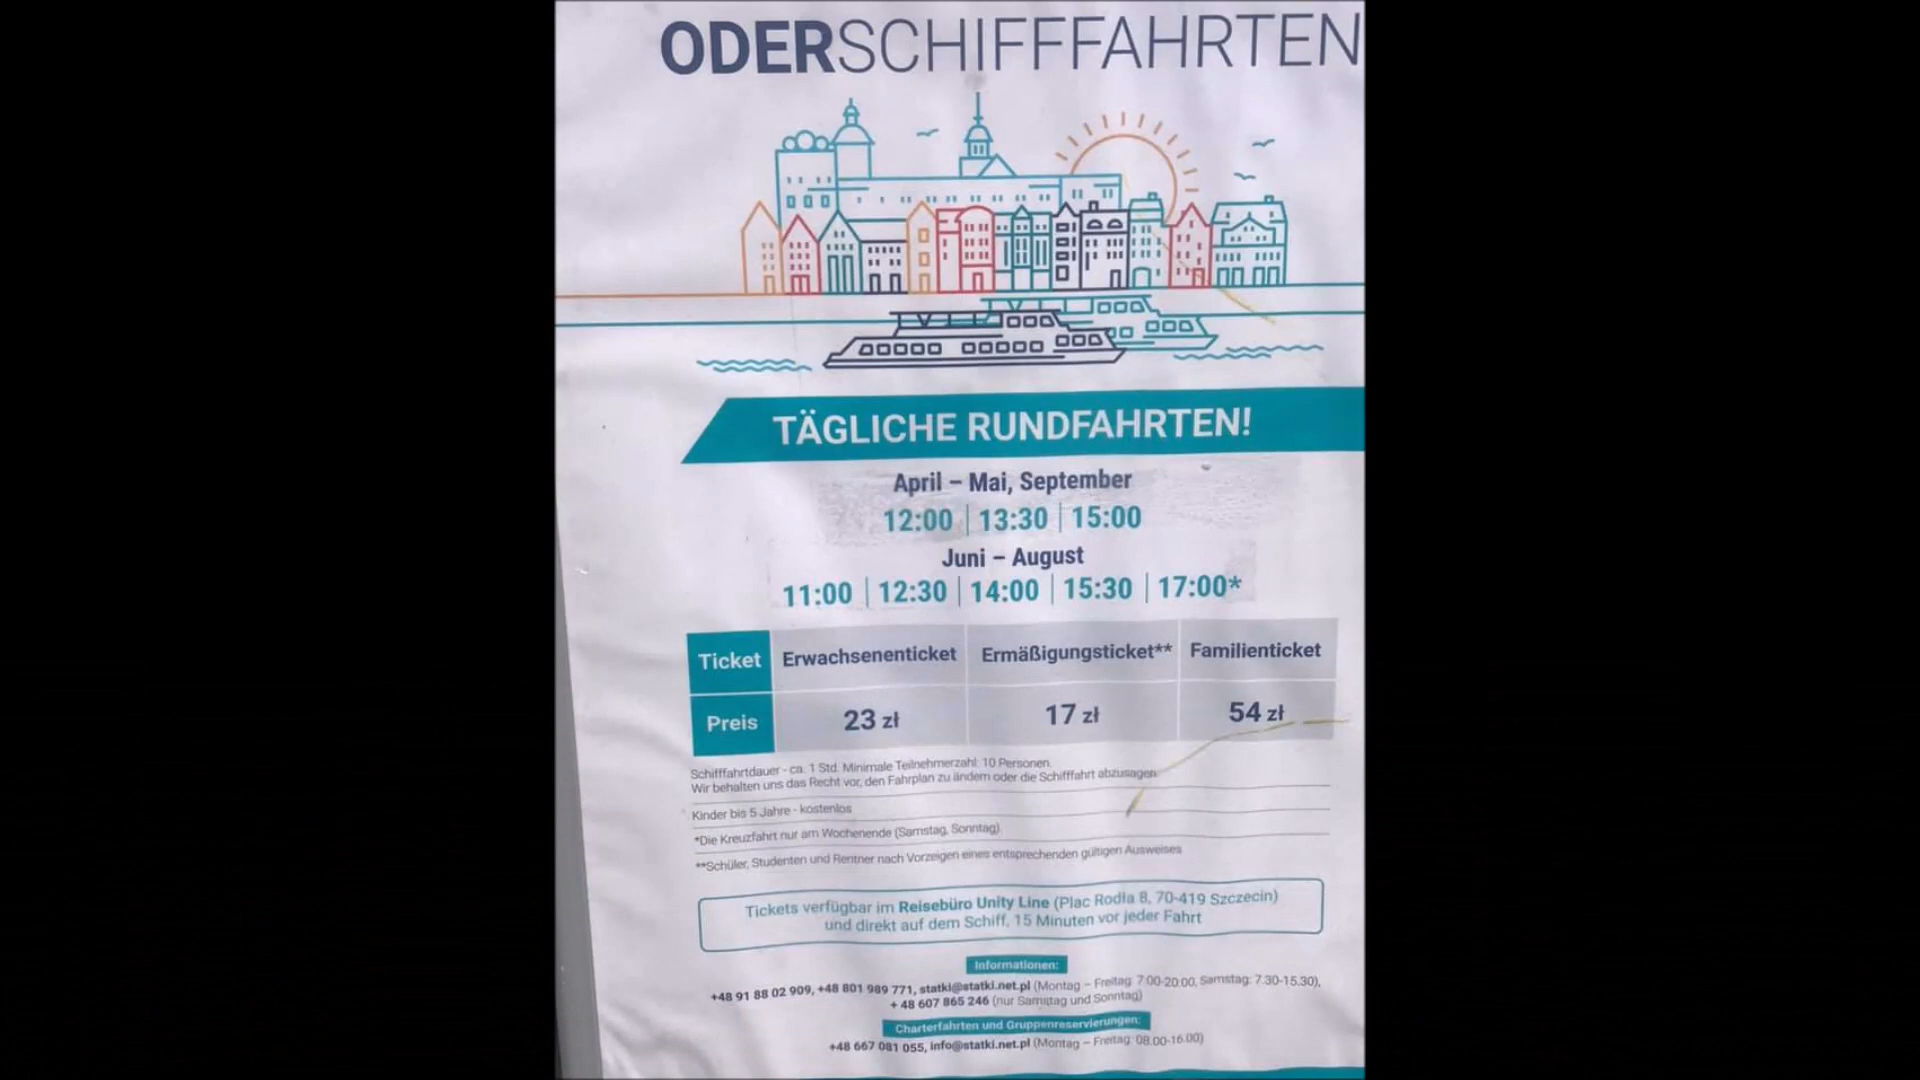 ODERSCHIFFFAHRTEN
TÄGLICHE RUNDFAHRTEN!
April – Mai, September
12:00 | 13:30 | 15:00
Juni – August
11:00 | 12:30 | 14:00 | 15:30 | 17:00*
Ticket Erwachsenenticket Ermäßigungsticket** Familienticket
Preis 23 zł 17 zł 54 zł
Schifffahrtdauer - ca. 1 Std. Minimale Teilnehmerzahl: 10 Personen.
Wir behalten uns das Recht vor, den Fahrplan zu ändern oder die Schifffahrt abzusagen.
Kinder bis 5 Jahre - kostenlos
*Die Kreuzfahrt nur am Wochenende (Samstag, Sonntag)
**Schüler, Studenten und Rentner nach Vorzeigen eines entsprechenden gültigen Ausweises
Tickets verfügbar im Reisebüro Unity Line (Plac Rodła 8, 70-419 Szczecin)
und direkt auf dem Schiff, 15 Minuten vor jeder Fahrt
Informationen:
+48 91 88 02 909, +48 801 989 771, statki@statki.net.pl (Montag – Freitag: 7:00-20:00, Samstag: 7.30-15.30),
+ 48 607 865 246 (nur Samstag und Sonntag)
Charterfahrten und Gruppenreservierungen:
+48 667 081 055, info@statki.net.pl (Montag – Freitag: 08.00-16.00)